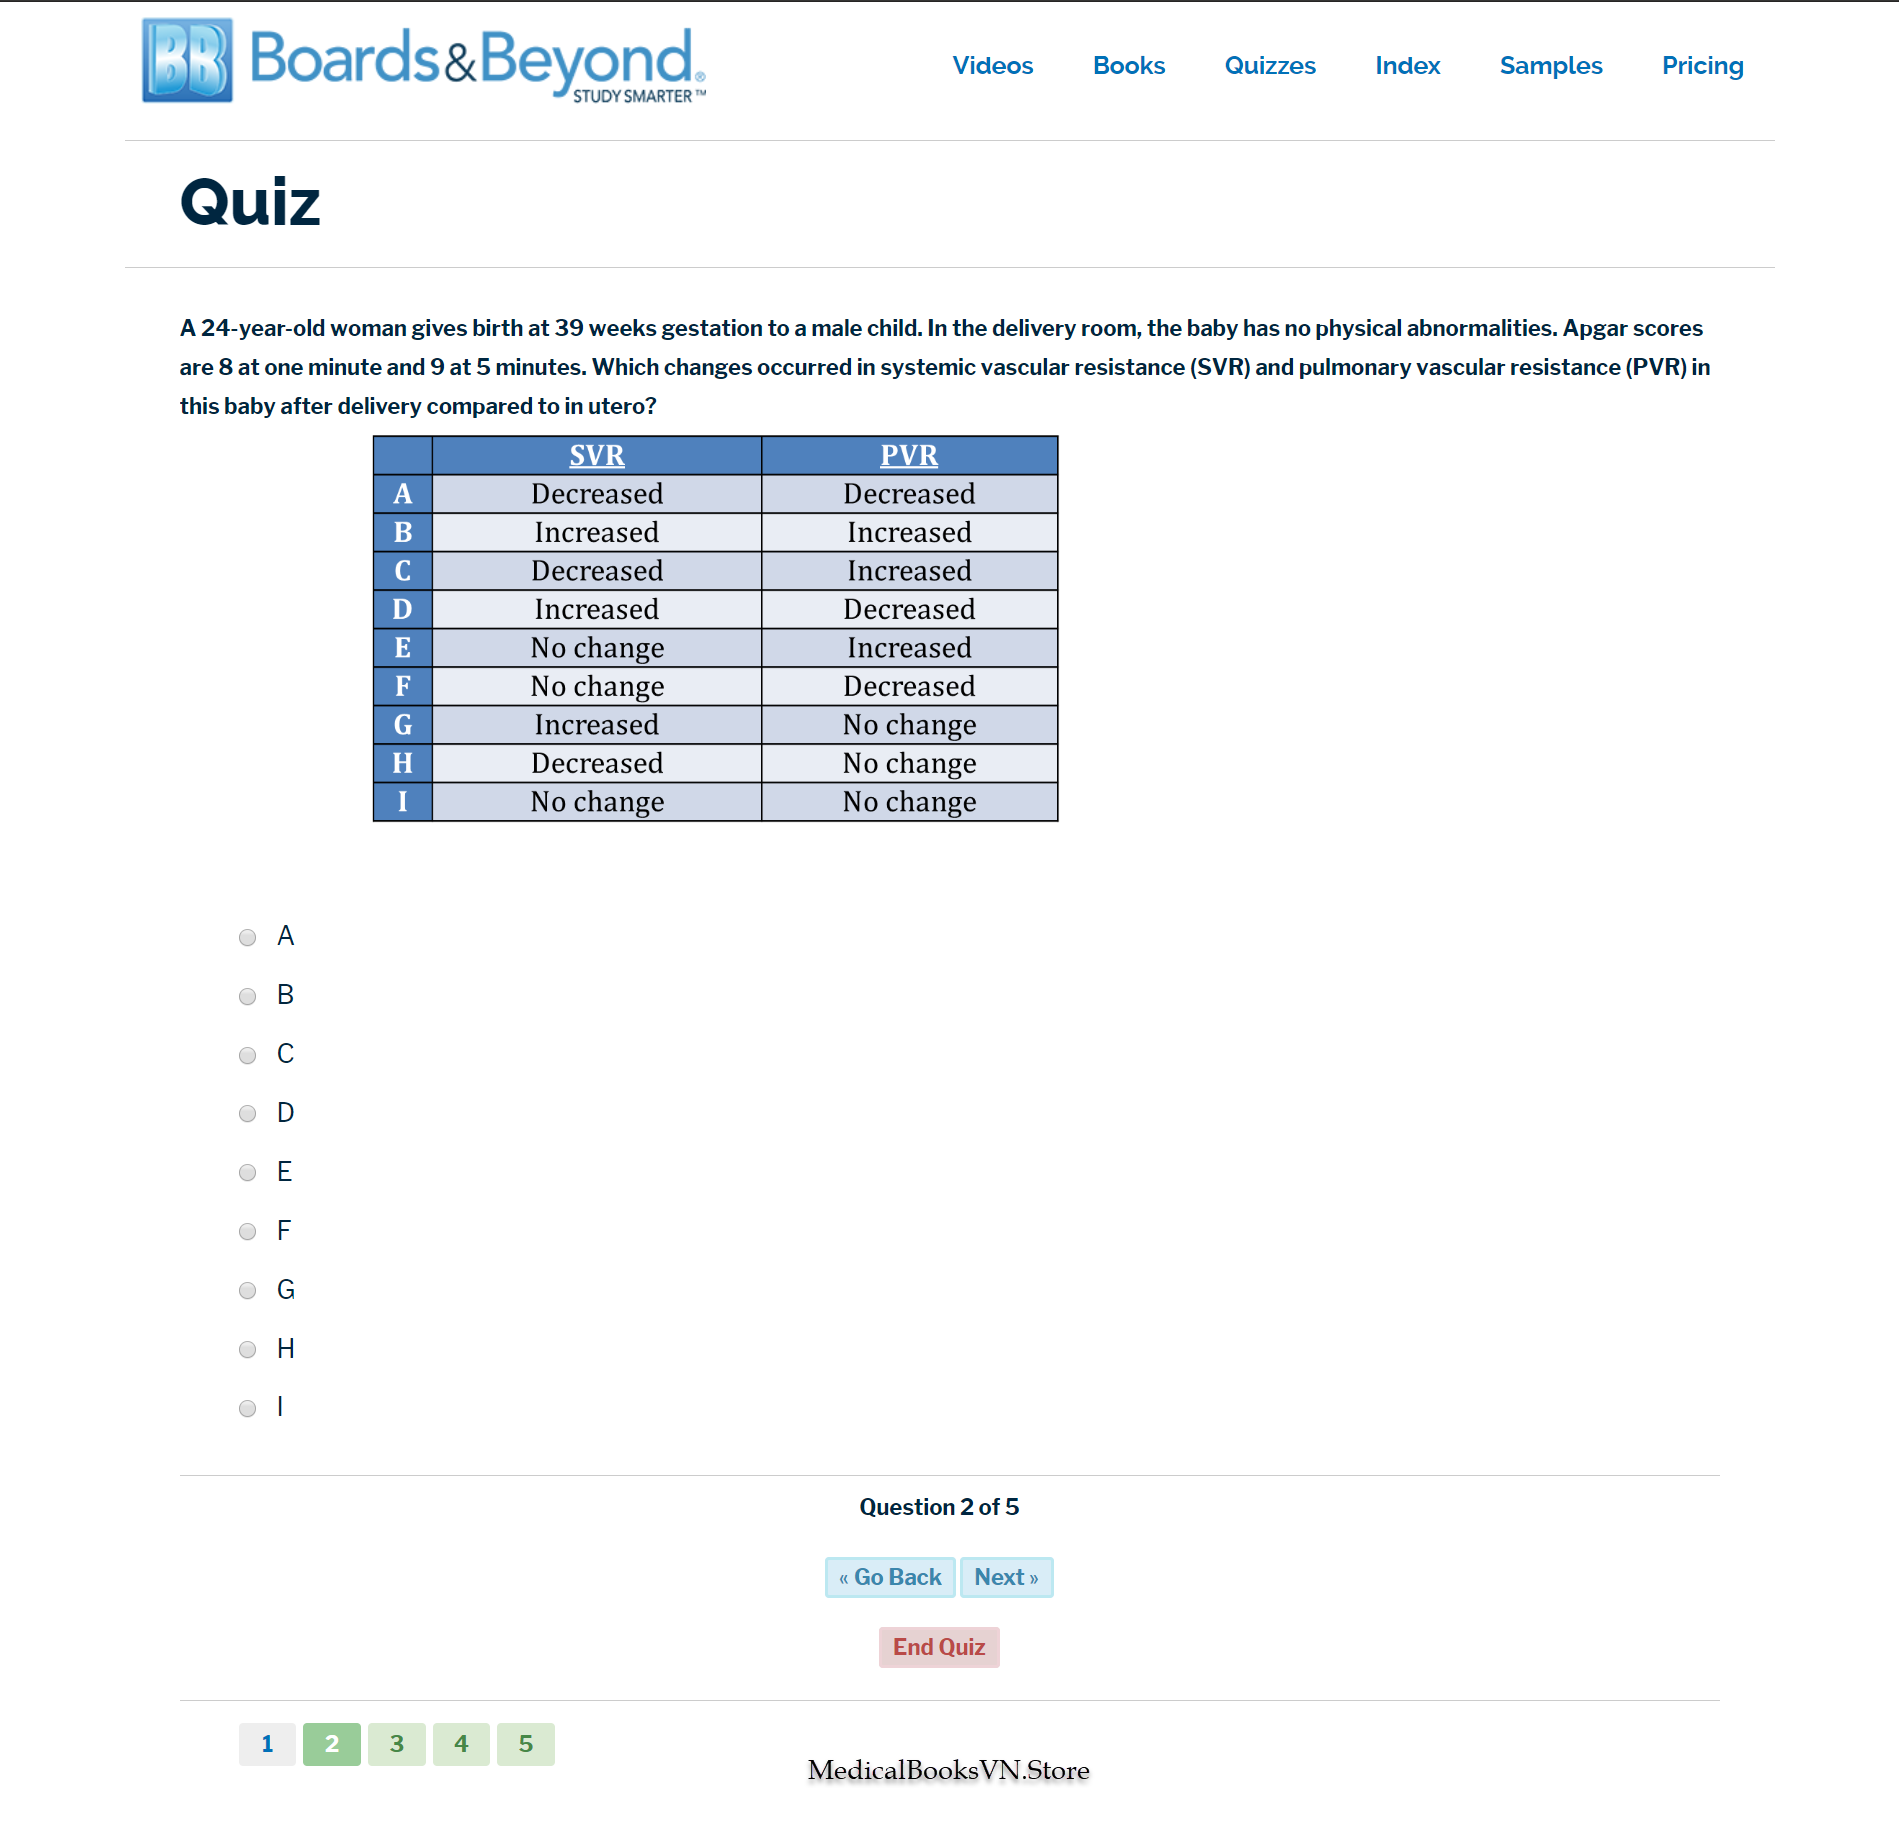 BB Boards&Beyond®
STUDY SMARTER™
Videos Books Quizzes Index Samples Pricing
Quiz
A 24-year-old woman gives birth at 39 weeks gestation to a male child. In the delivery room, the baby has no physical abnormalities. Apgar scores
are 8 at one minute and 9 at 5 minutes. Which changes occurred in systemic vascular resistance (SVR) and pulmonary vascular resistance (PVR) in
this baby after delivery compared to in utero?
SVR PVR
A Decreased Decreased
B Increased Increased
C Decreased Increased
D Increased Decreased
E No change Increased
F No change Decreased
G Increased No change
H Decreased No change
I No change No change
A
B
C
D
E
F
G
H
I
Question 2 of 5
« Go Back Next »
End Quiz
1 2 3 4 5
MedicalBooksVN.Store